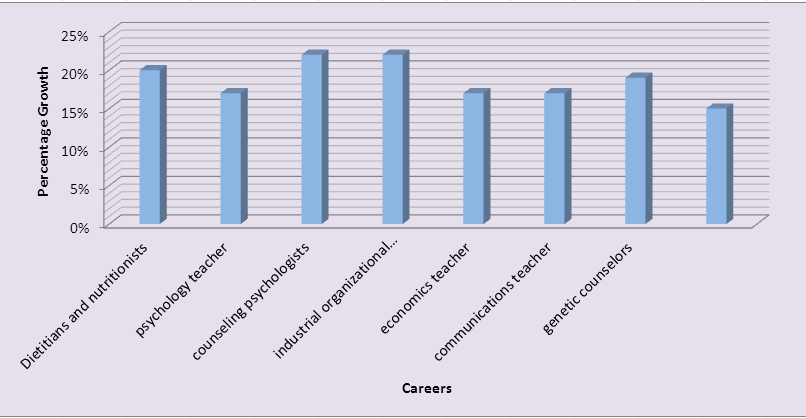 25%
20%
15%
10%
5%
0%
Percentage Growth
Dietitians and nutritionists
psychology teacher
counseling psychologists
industrial organizational...
economics teacher
communications teacher
genetic counselors
Careers